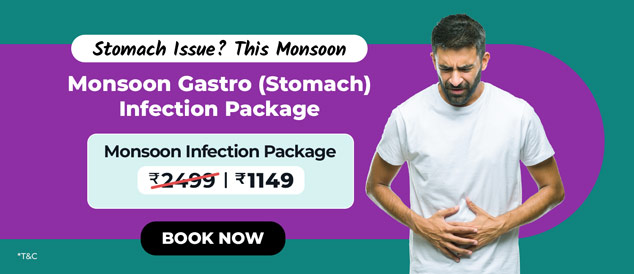 Stomach Issue? This Monsoon
Monsoon Gastro (Stomach)
Infection Package
Monsoon Infection Package
₹2499 | ₹1149
BOOK NOW
*T&C